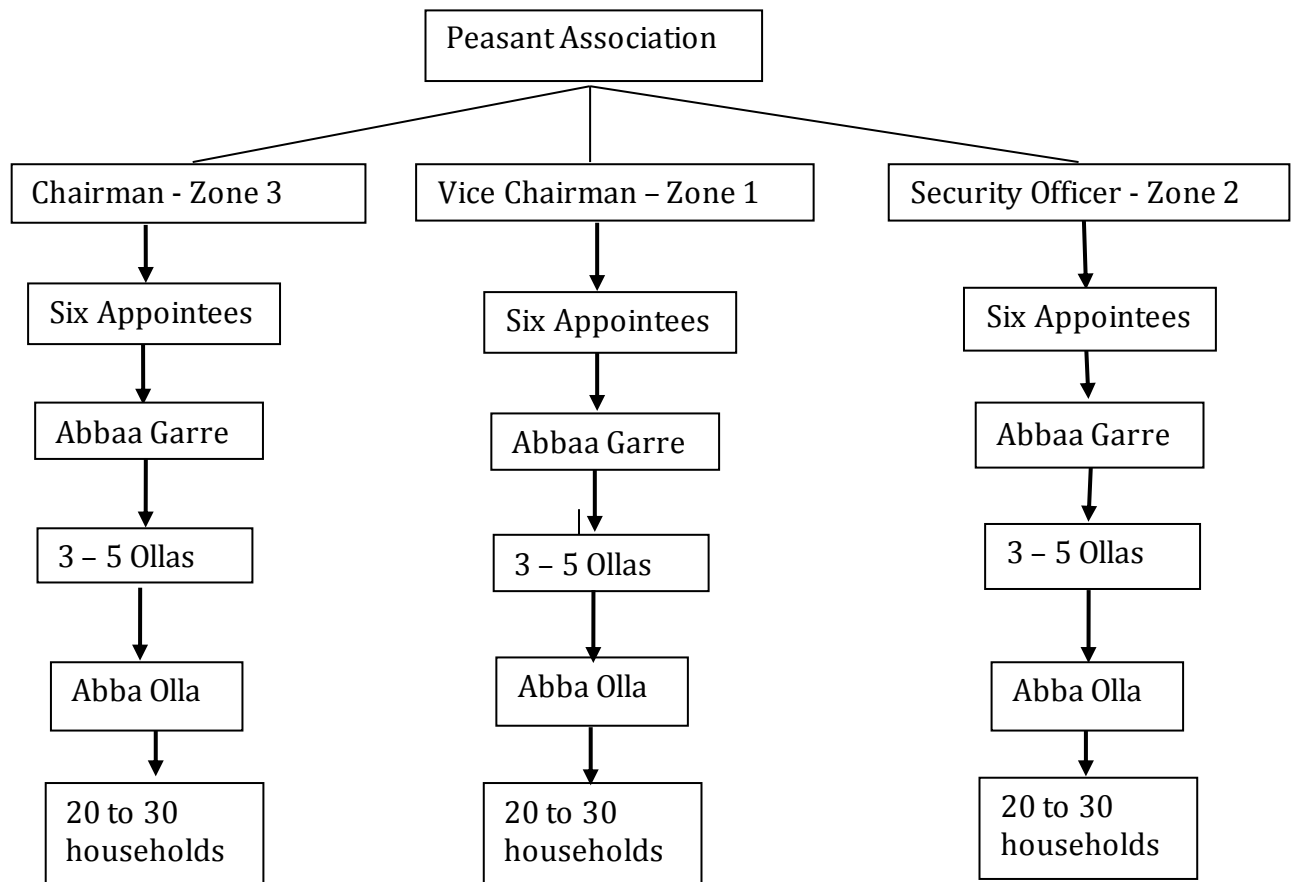 Peasant Association
Chairman - Zone 3
Vice Chairman – Zone 1
Security Officer - Zone 2
Six Appointees
Six Appointees
Six Appointees
Abbaa Garre
Abbaa Garre
Abbaa Garre
3 – 5 Ollas
3 – 5 Ollas
3 – 5 Ollas
Abba Olla
Abba Olla
Abba Olla
20 to 30
households
20 to 30
households
20 to 30
households